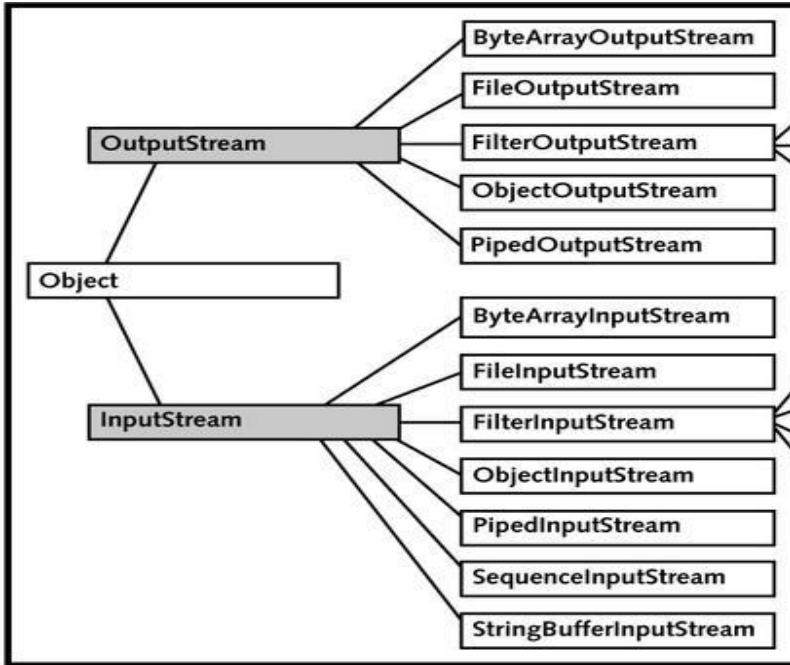 ByteArrayOutputStream
FileOutputStream
OutputStream
FilterOutputStream
ObjectOutputStream
PipedOutputStream
Object
ByteArrayInputStream
FileInputStream
InputStream
FilterInputStream
ObjectInputStream
PipedInputStream
SequenceInputStream
StringBufferInputStream